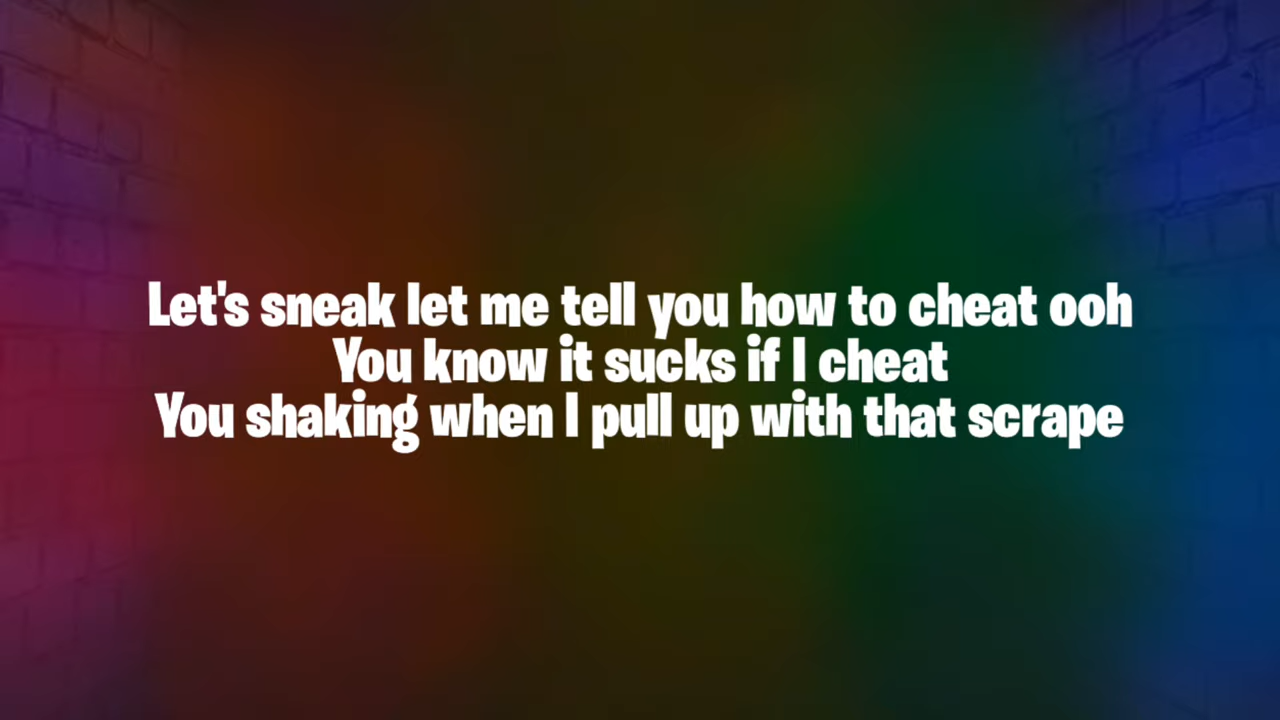 Let's sneak let me tell you how to cheat ooh
You know it sucks if I cheat
You shaking when I pull up with that scrape